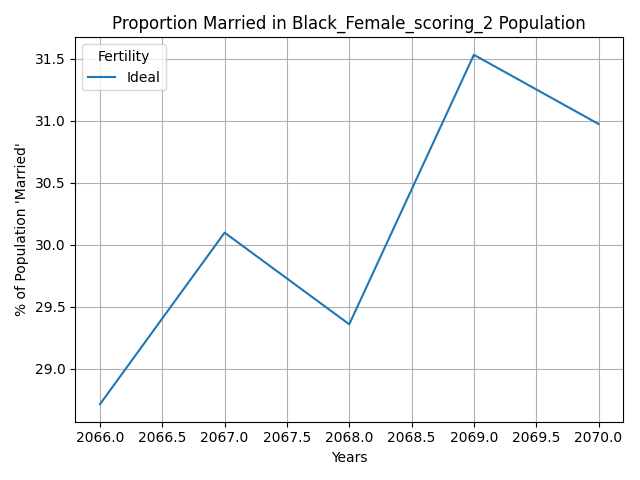 Proportion Married in Black_Female_scoring_2 Population
Fertility
Ideal
% of Population 'Married'
31.5
31.0
30.5
30.0
29.5
29.0
2066.0 2066.5 2067.0 2067.5 2068.0 2068.5 2069.0 2069.5 2070.0
Years